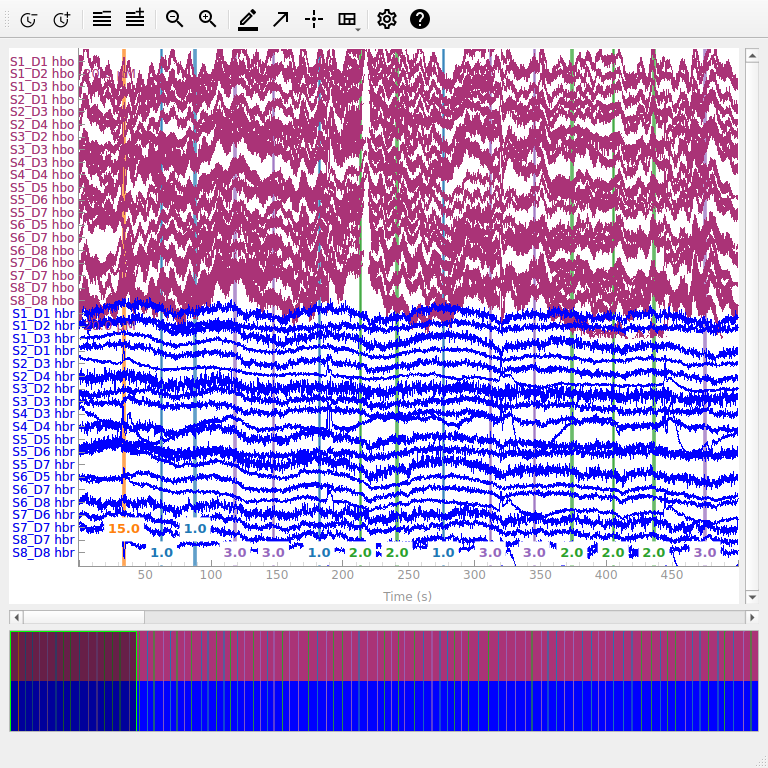 S1_D1 hbo
S1_D2 hbo
S1_D3 hbo
S2_D1 hbo
S2_D3 hbo
S2_D4 hbo
S3_D2 hbo
S3_D3 hbo
S4_D3 hbo
S4_D4 hbo
S5_D5 hbo
S5_D6 hbo
S5_D7 hbo
S6_D5 hbo
S6_D7 hbo
S6_D8 hbo
S7_D6 hbo
S7_D7 hbo
S8_D7 hbo
S8_D8 hbo
S1_D1 hbr
S1_D2 hbr
S1_D3 hbr
S2_D1 hbr
S2_D3 hbr
S2_D4 hbr
S3_D2 hbr
S3_D3 hbr
S4_D3 hbr
S4_D4 hbr
S5_D5 hbr
S5_D6 hbr
S5_D7 hbr
S6_D5 hbr
S6_D7 hbr
S6_D8 hbr
S7_D6 hbr
S7_D7 hbr
S8_D7 hbr
S8_D8 hbr
15.0 1.0
1.0 3.0 3.0 1.0 2.0 2.0 1.0 3.0 3.0 2.0 2.0 2.0 3.0
50 100 150 200 250 300 350 400 450
Time (s)